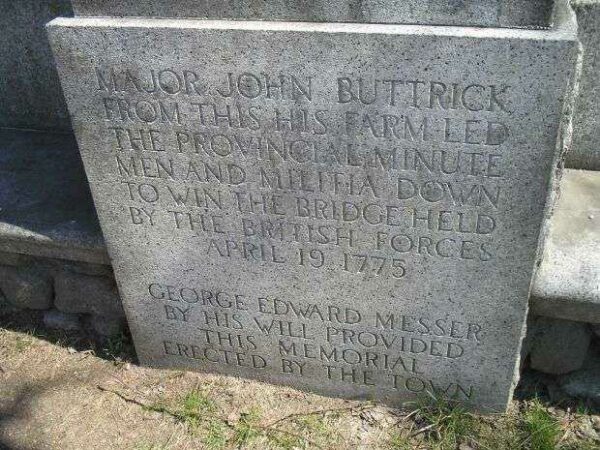 MAJOR JOHN BUTTRICK
FROM THIS HIS FARM LED
THE PROVINCIAL MINUTE
MEN AND MILITIA DOWN
TO WIN THE BRIDGE HELD
BY THE BRITISH FORCES
APRIL 19 1775
GEORGE EDWARD MESSER
BY HIS WILL PROVIDED
THIS MEMORIAL
ERECTED BY THE TOWN